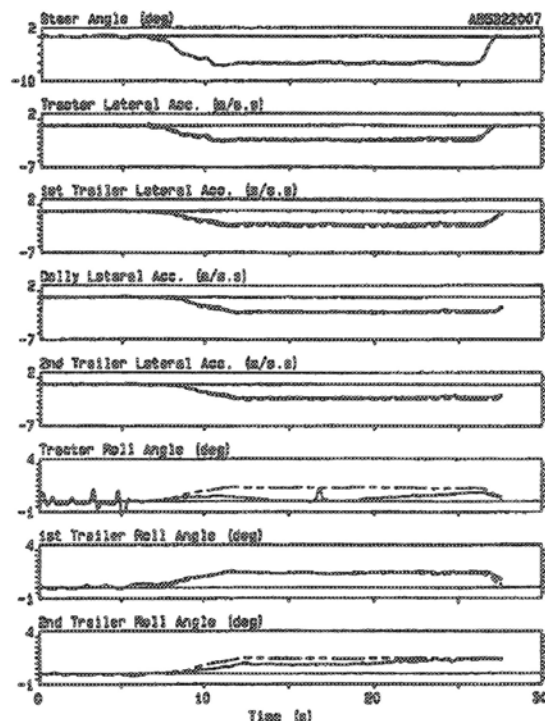 Steer Angle (deg) ABS322007
2
-10
Tractor Lateral Acc. (m/s.s)
2
-7
1st Trailer Lateral Acc. (m/s.s)
2
-7
Dolly Lateral Acc. (m/s.s)
2
-7
2nd Trailer Lateral Acc. (m/s.s)
2
-7
Tractor Roll Angle (deg)
4
-1
1st Trailer Roll Angle (deg)
4
-1
2nd Trailer Roll Angle (deg)
4
-1
0 10 20 30
Time (s)